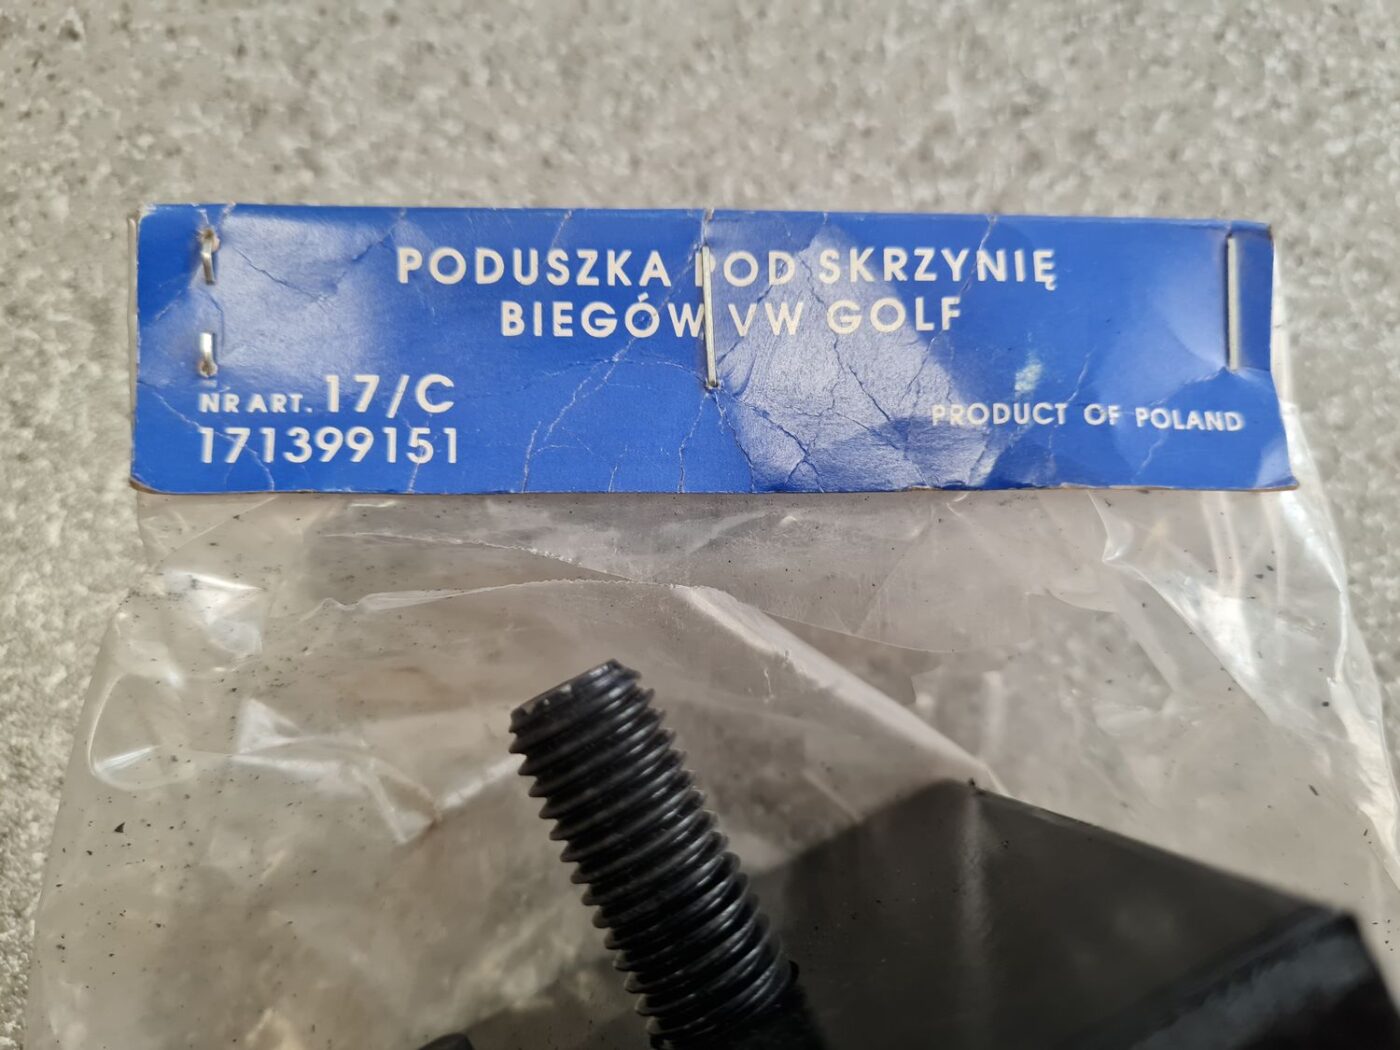 PODUSZKA POD SKRZYNIĘ
BIEGÓW VW GOLF
NR ART. 17/C
171399151
PRODUCT OF POLAND